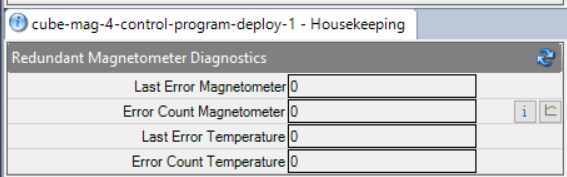 cube-mag-4-control-program-deploy-1 - Housekeeping
Redundant Magnetometer Diagnostics
Last Error Magnetometer 0
Error Count Magnetometer 0 i
Last Error Temperature 0
Error Count Temperature 0